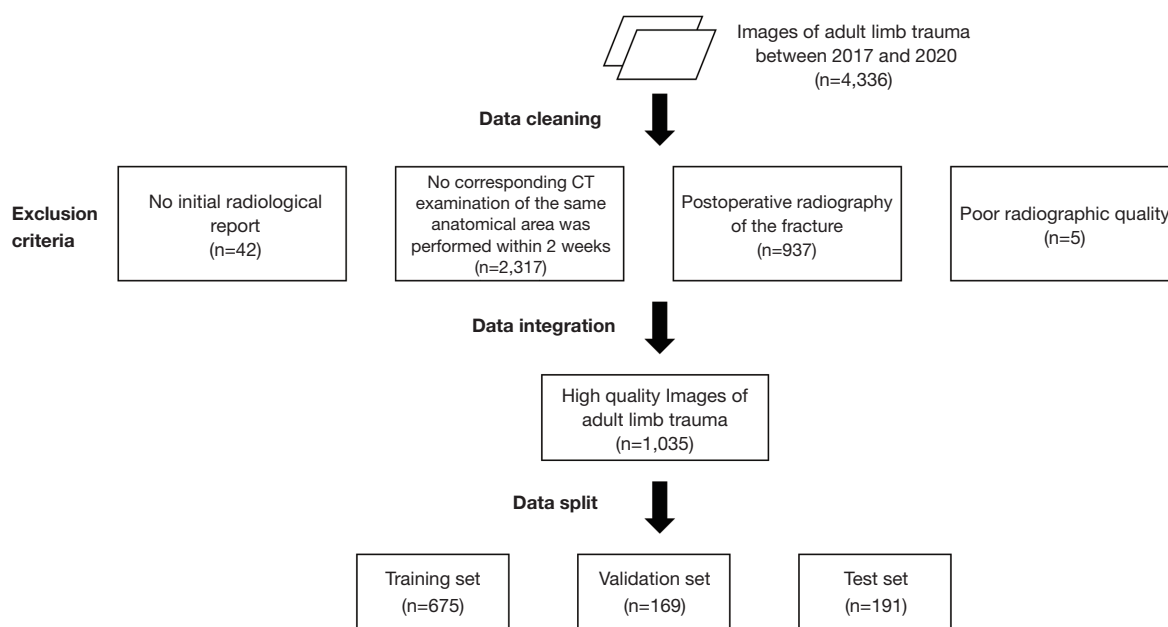 Images of adult limb trauma
between 2017 and 2020
(n=4,336)
Data cleaning
Exclusion
criteria
No initial radiological
report
(n=42)
No corresponding CT
examination of the same
anatomical area was
performed within 2 weeks
(n=2,317)
Postoperative radiography
of the fracture
(n=937)
Poor radiographic quality
(n=5)
Data integration
High quality Images of
adult limb trauma
(n=1,035)
Data split
Training set
(n=675)
Validation set
(n=169)
Test set
(n=191)